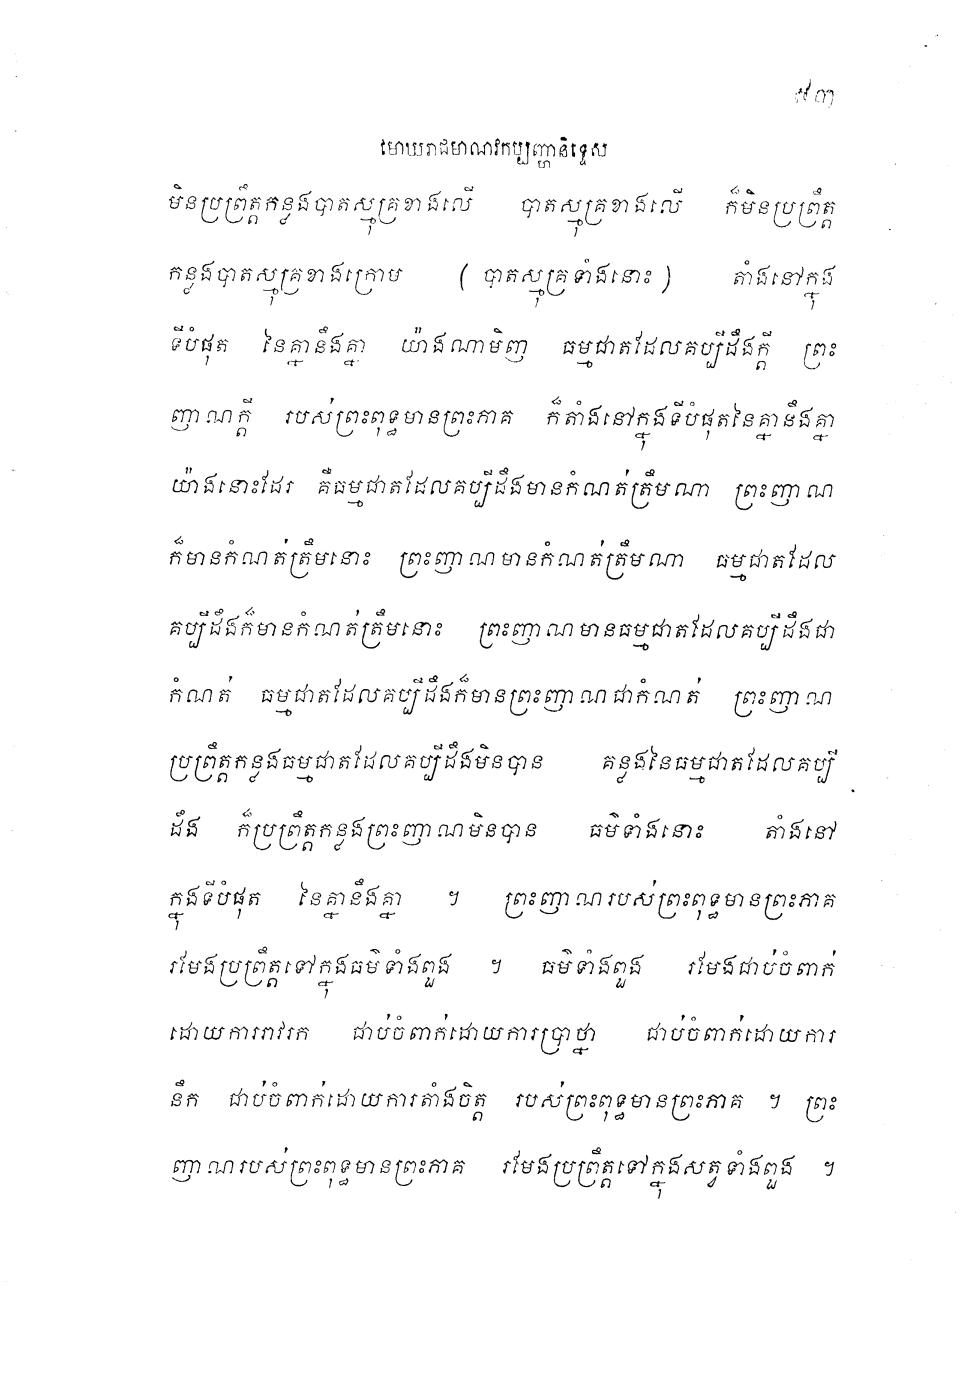 ៩៣
មោឃរាជមាណវកប្បញ្ហានិទ្ទេស
មិនប្រព្រឹត្តកន្លងបាតស្មុគ្រខាងលើ បាតស្មុគ្រខាងលើ ក៏មិនប្រព្រឹត្ត
កន្លងបាតស្មុគ្រខាងក្រោម ( បាតស្មុគ្រទាំងនោះ ) តាំងនៅក្នុង
ទីបំផុត នៃគ្នានឹងគ្នា យ៉ាងណាមិញ ធម្មជាតដែលគប្បីដឹងក្តី ព្រះ
ញាណក្តី របស់ព្រះពុទ្ធមានព្រះភាគ ក៏តាំងនៅក្នុងទីបំផុតនៃគ្នានឹងគ្នា
យ៉ាងនោះដែរ គឺធម្មជាតដែលគប្បីដឹងមានកំណត់ត្រឹមណា ព្រះញាណ
ក៏មានកំណត់ត្រឹមនោះ ព្រះញាណមានកំណត់ត្រឹមណា ធម្មជាតដែល
គប្បីដឹងក៏មានកំណត់ត្រឹមនោះ ព្រះញាណមានធម្មជាតដែលគប្បីដឹងជា
កំណត់ ធម្មជាតដែលគប្បីដឹងក៏មានព្រះញាណជាកំណត់ ព្រះញាណ
ប្រព្រឹត្តកន្លងធម្មជាតដែលគប្បីដឹងមិនបាន គន្លងនៃធម្មជាតដែលគប្បី
ដឹង ក៏ប្រព្រឹត្តកន្លងព្រះញាណមិនបាន ធម៌ទាំងនោះ តាំងនៅ
ក្នុងទីបំផុត នៃគ្នានឹងគ្នា ។ ព្រះញាណរបស់ព្រះពុទ្ធមានព្រះភាគ
រមែងប្រព្រឹត្តទៅក្នុងធម៌ទាំងពួង ។ ធម៌ទាំងពួង រមែងជាប់ចំពាក់
ដោយការរាវរក ជាប់ចំពាក់ដោយការប្រាថ្នា ជាប់ចំពាក់ដោយការ
នឹក ជាប់ចំពាក់ដោយការតាំងចិត្ត របស់ព្រះពុទ្ធមានព្រះភាគ ។ ព្រះ
ញាណរបស់ព្រះពុទ្ធមានព្រះភាគ រមែងប្រព្រឹត្តទៅក្នុងសត្វទាំងពួង ។